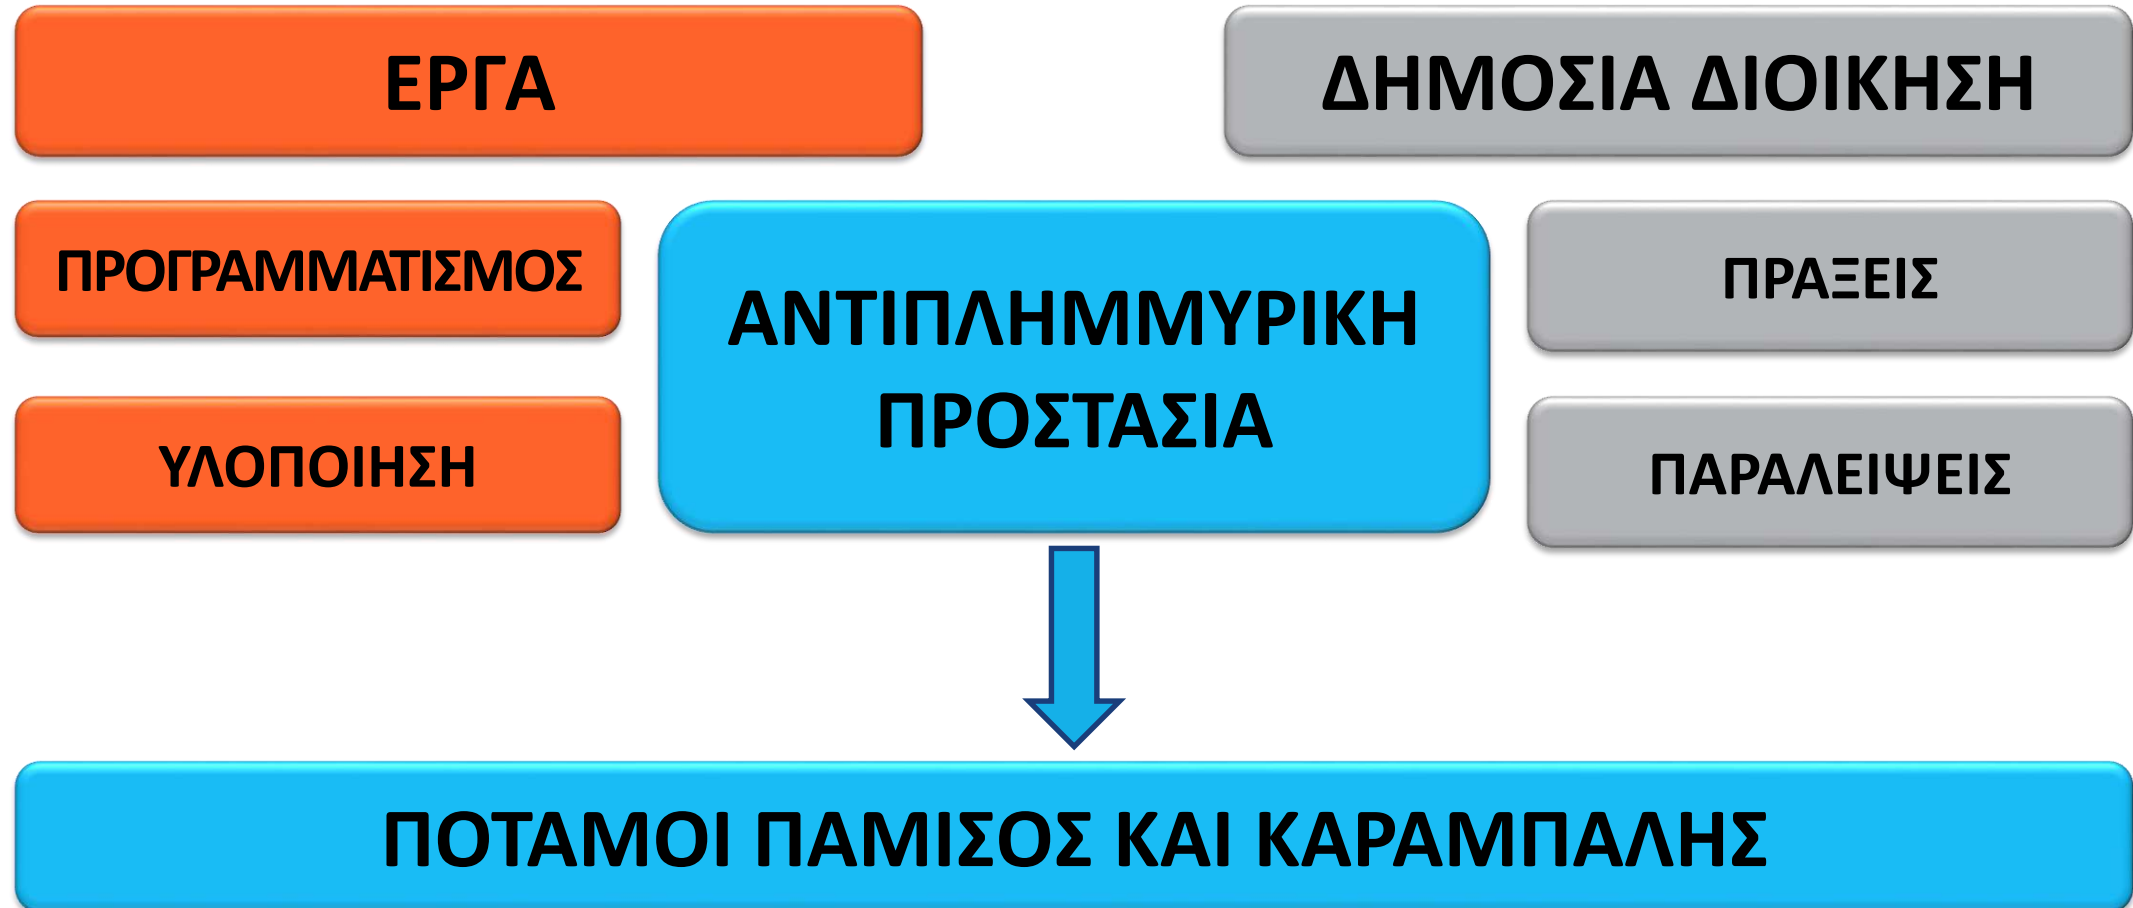 ΕΡΓΑ
ΔΗΜΟΣΙΑ ΔΙΟΙΚΗΣΗ
ΠΡΟΓΡΑΜΜΑΤΙΣΜΟΣ
ΥΛΟΠΟΙΗΣΗ
ΑΝΤΙΠΛΗΜΜΥΡΙΚΗ
ΠΡΟΣΤΑΣΙΑ
ΠΡΑΞΕΙΣ
ΠΑΡΑΛΕΙΨΕΙΣ
ΠΟΤΑΜΟΙ ΠΑΜΙΣΟΣ ΚΑΙ ΚΑΡΑΜΠΑΛΗΣ